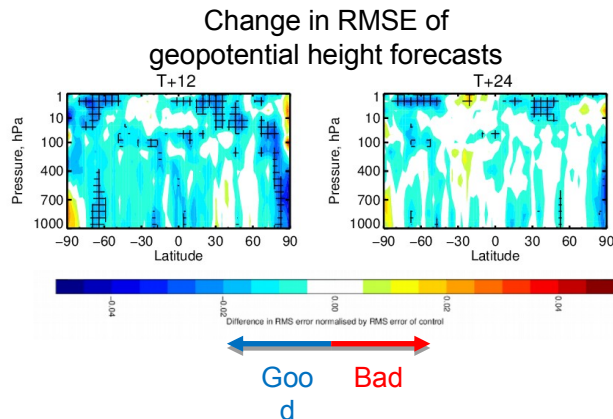 Change in RMSE of
geopotential height forecasts
T+12
T+24
Pressure, hPa
1
10
100
400
700
1000
−90 −60 −30 0 30 60 90
Latitude
Pressure, hPa
1
10
100
400
700
1000
−90 −60 −30 0 30 60 90
Latitude
−0.04 −0.02 0.00 0.02 0.04
Difference in RMS error normalised by RMS error of control
Goo Bad
d